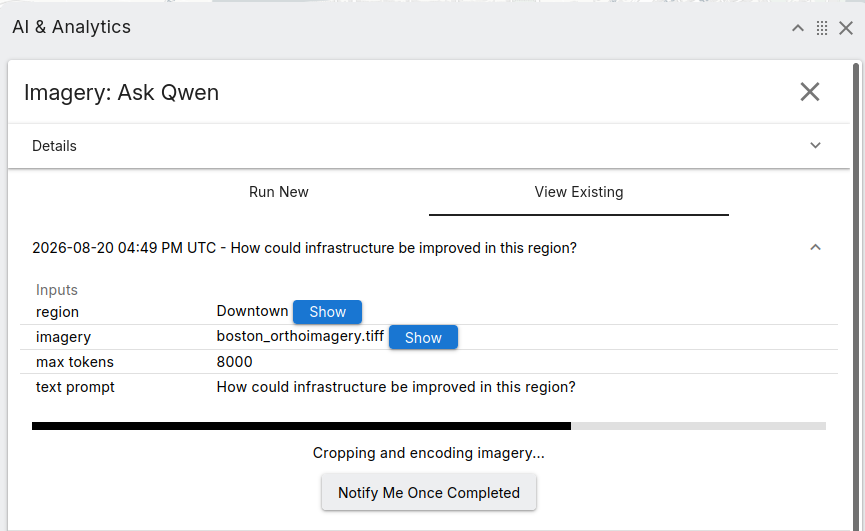 AI & Analytics
Imagery: Ask Qwen
Details
Run New
View Existing
2026-08-20 04:49 PM UTC - How could infrastructure be improved in this region?
Inputs
region Downtown Show
imagery boston_orthoimagery.tiff Show
max tokens 8000
text prompt How could infrastructure be improved in this region?
Cropping and encoding imagery...
Notify Me Once Completed